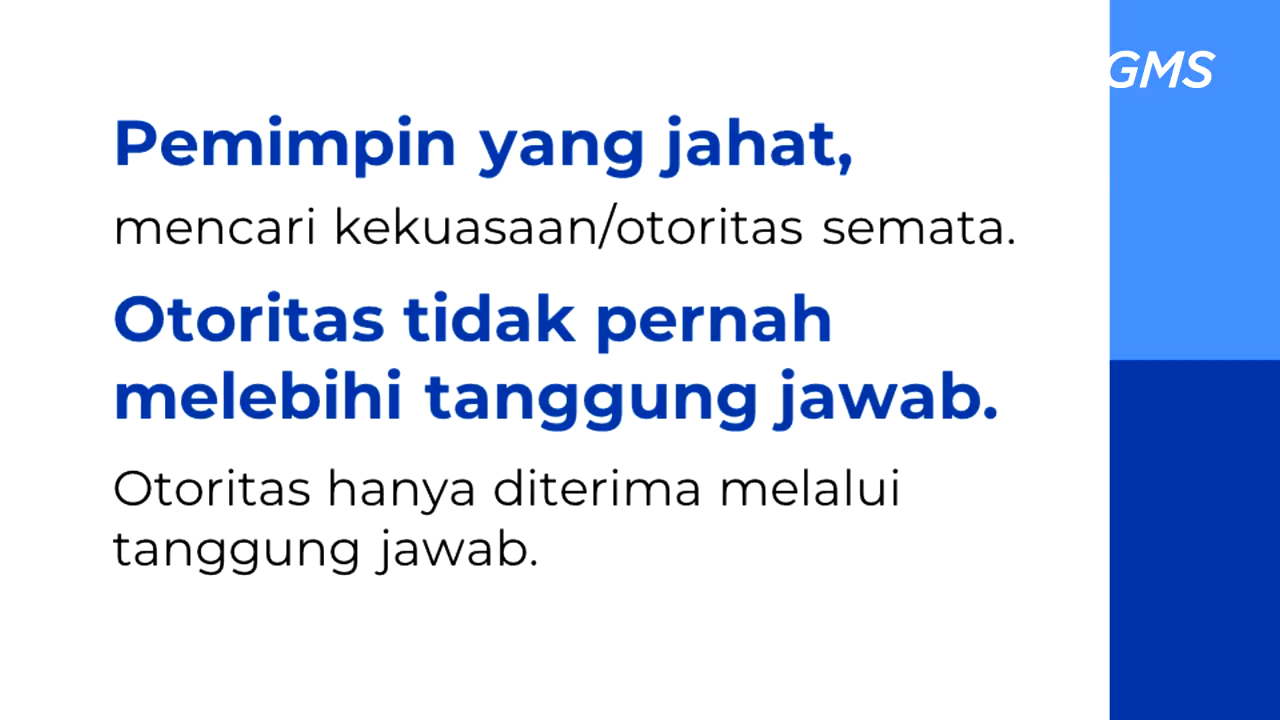 GMS
Pemimpin yang jahat,
mencari kekuasaan/otoritas semata.
Otoritas tidak pernah
melebihi tanggung jawab.
Otoritas hanya diterima melalui
tanggung jawab.